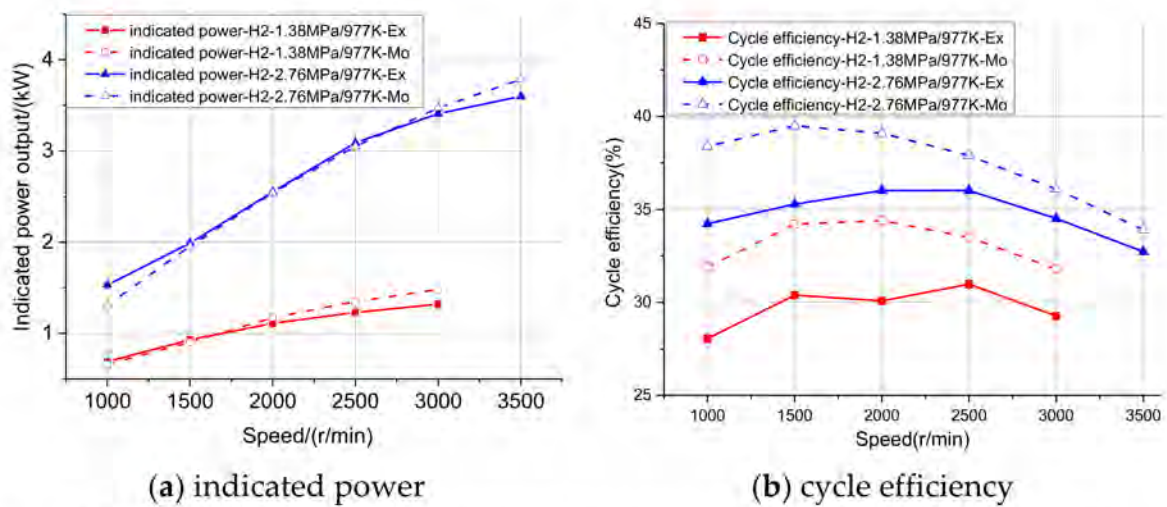 indicated power-H2-1.38MPa/977K-Ex
indicated power-H2-1.38MPa/977K-Mo
indicated power-H2-2.76MPa/977K-Ex
indicated power-H2-2.76MPa/977K-Mo
Indicated power output/(kW)
4
3
2
1
1000 1500 2000 2500 3000 3500
Speed/(r/min)
(a) indicated power
Cycle efficiency-H2-1.38MPa/977K-Ex
Cycle efficiency-H2-1.38MPa/977K-Mo
Cycle efficiency-H2-2.76MPa/977K-Ex
Cycle efficiency-H2-2.76MPa/977K-Mo
Cycle efficiency(%)
45
40
35
30
25
1000 1500 2000 2500 3000 3500
Speed(r/min)
(b) cycle efficiency